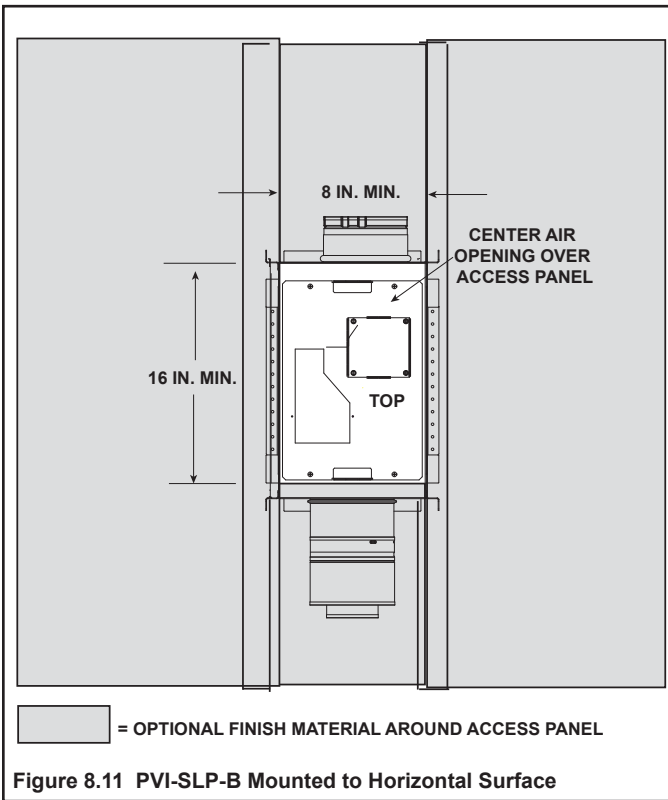 8 IN. MIN.
CENTER AIR
OPENING OVER
ACCESS PANEL
16 IN. MIN.
TOP
= OPTIONAL FINISH MATERIAL AROUND ACCESS PANEL
Figure 8.11 PVI-SLP-B Mounted to Horizontal Surface